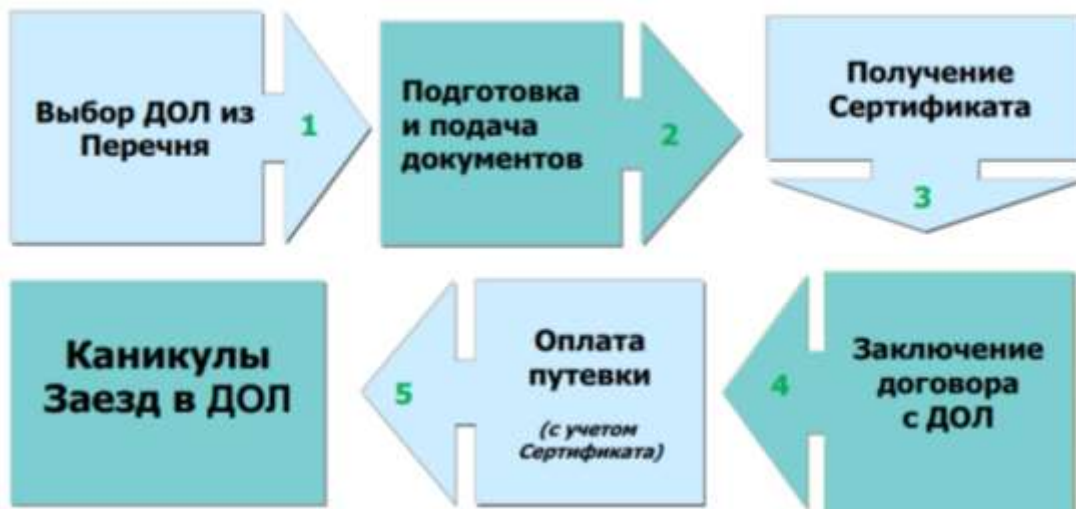 Выбор ДОЛ из
Перечня
1
Подготовка
и подача
документов
2
Получение
Сертификата
3
Заключение
договора
с ДОЛ
4
Оплата
путевки
(с учетом
Сертификата)
5
Каникулы
Заезд в ДОЛ